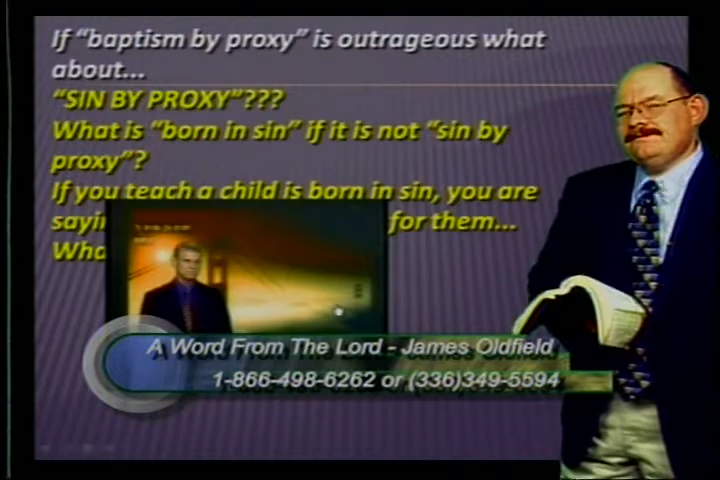 If “baptism by proxy” is outrageous what
about...
“SIN BY PROXY”???
What is “born in sin” if it is not “sin by
proxy”?
If you teach a child is born in sin, you are
for them...
A Word From The Lord - James Oldfield
1-866-498-6262 or (336)349-5594